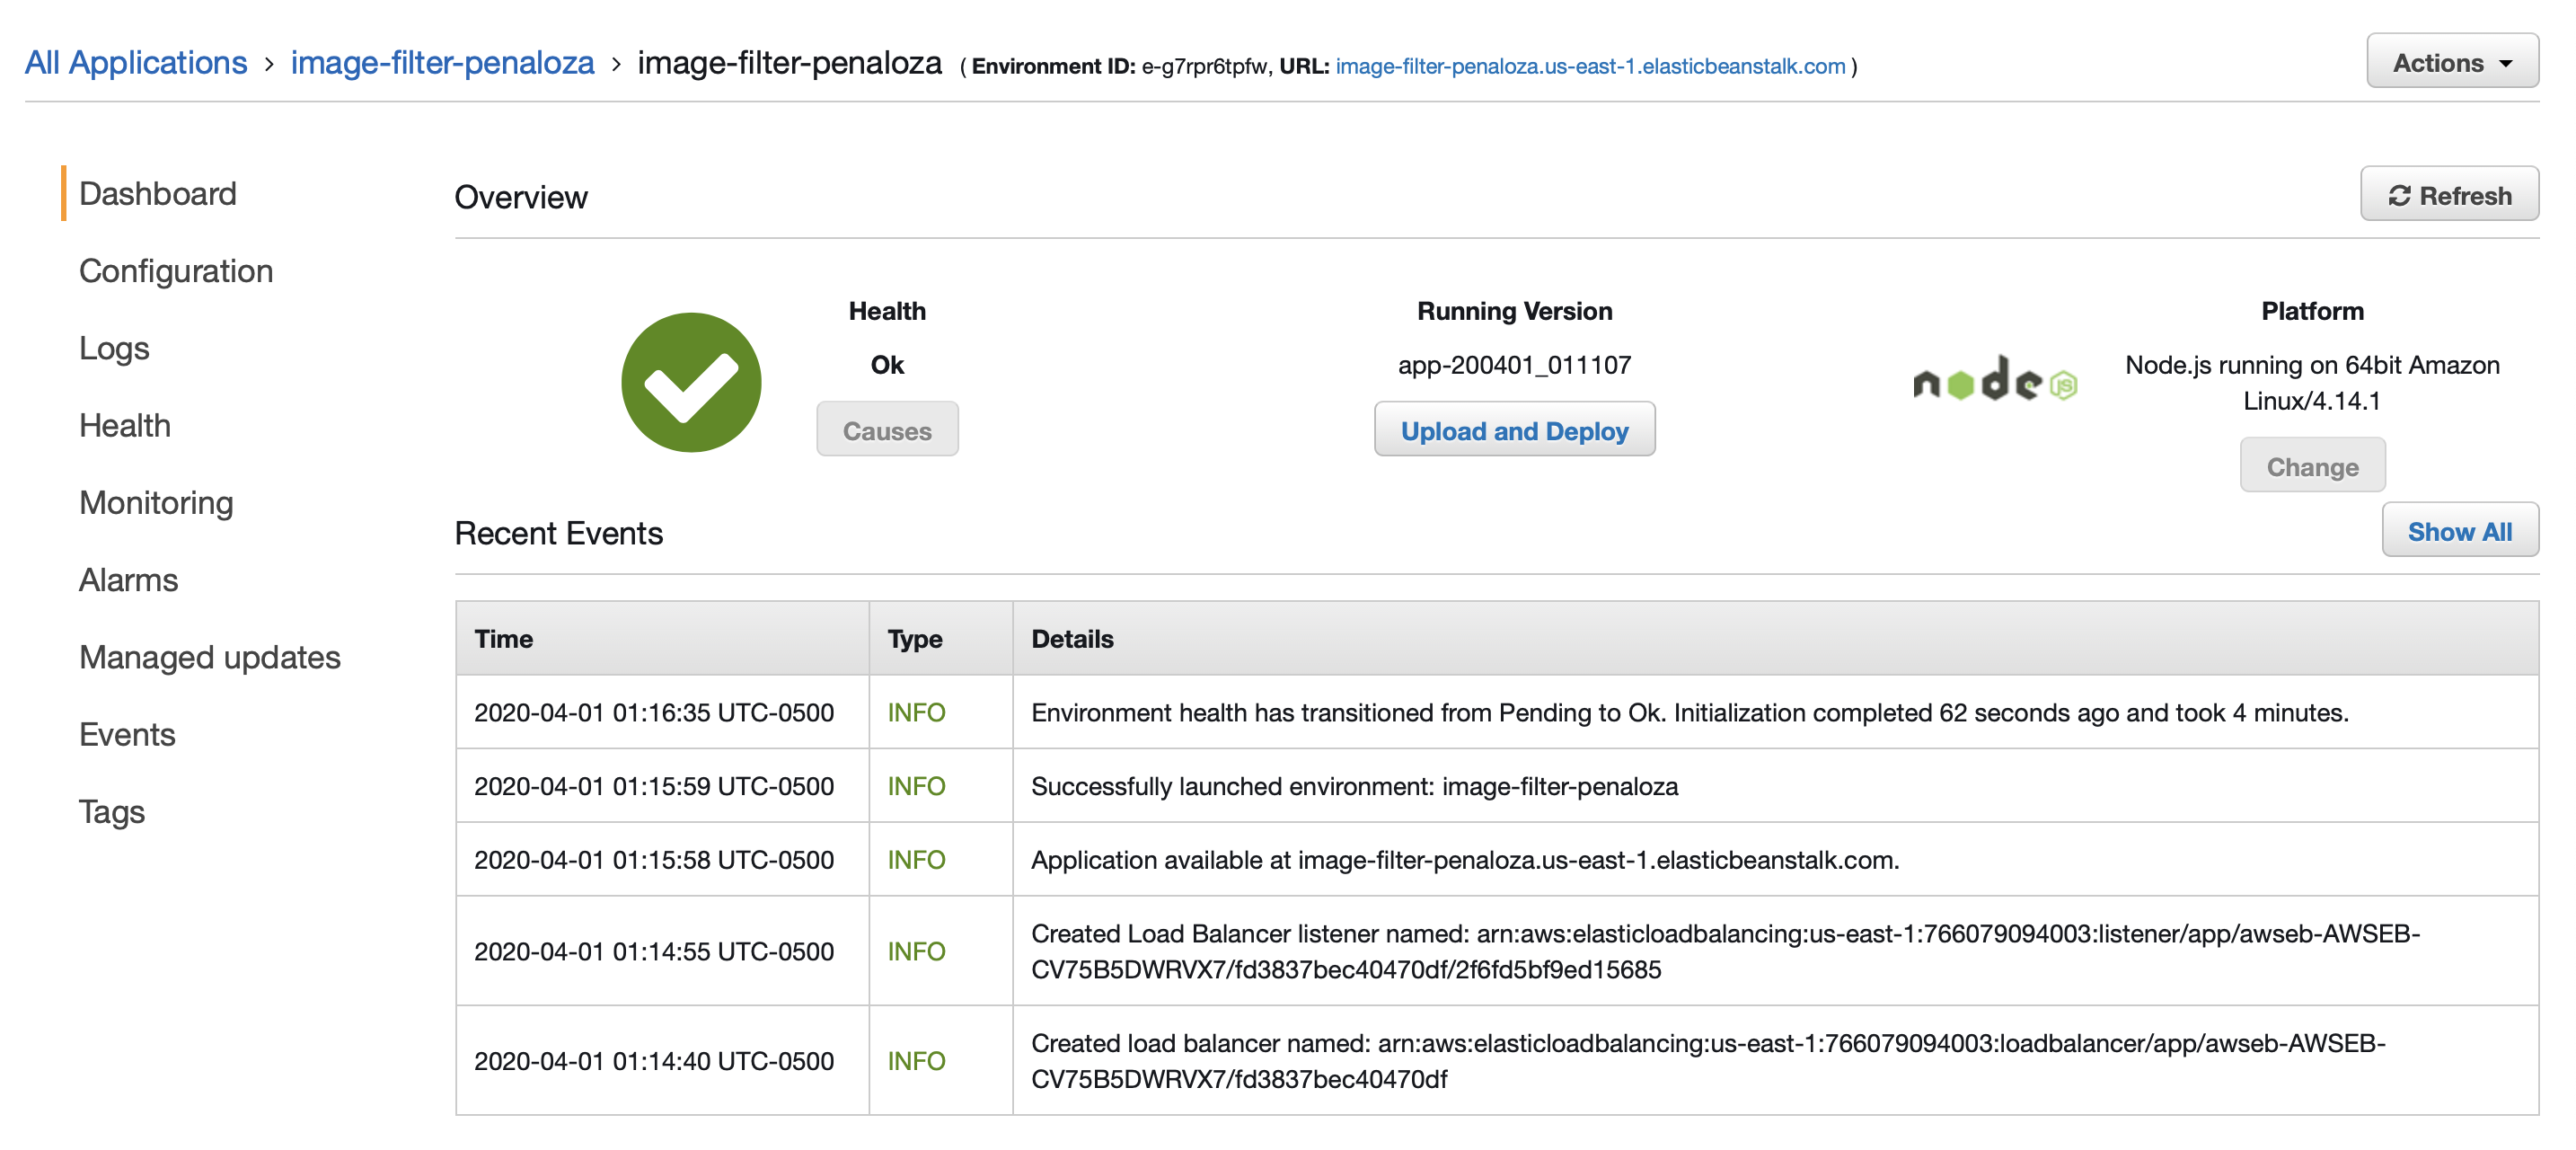 All Applications › image-filter-penaloza › image-filter-penaloza ( Environment ID: e-g7rpr6tpfw, URL: image-filter-penaloza.us-east-1.elasticbeanstalk.com )
Actions
Dashboard
Configuration
Logs
Health
Monitoring
Alarms
Managed updates
Events
Tags
Overview
Refresh
Health
Ok
Causes
Running Version
app-200401_011107
Upload and Deploy
node JS
Platform
Node.js running on 64bit Amazon
Linux/4.14.1
Change
Recent Events
Show All
Time Type Details
2020-04-01 01:16:35 UTC-0500 INFO Environment health has transitioned from Pending to Ok. Initialization completed 62 seconds ago and took 4 minutes.
2020-04-01 01:15:59 UTC-0500 INFO Successfully launched environment: image-filter-penaloza
2020-04-01 01:15:58 UTC-0500 INFO Application available at image-filter-penaloza.us-east-1.elasticbeanstalk.com.
2020-04-01 01:14:55 UTC-0500 INFO Created Load Balancer listener named: arn:aws:elasticloadbalancing:us-east-1:766079094003:listener/app/awseb-AWSEB-
CV75B5DWRVX7/fd3837bec40470df/2f6fd5bf9ed15685
2020-04-01 01:14:40 UTC-0500 INFO Created load balancer named: arn:aws:elasticloadbalancing:us-east-1:766079094003:loadbalancer/app/awseb-AWSEB-
CV75B5DWRVX7/fd3837bec40470df